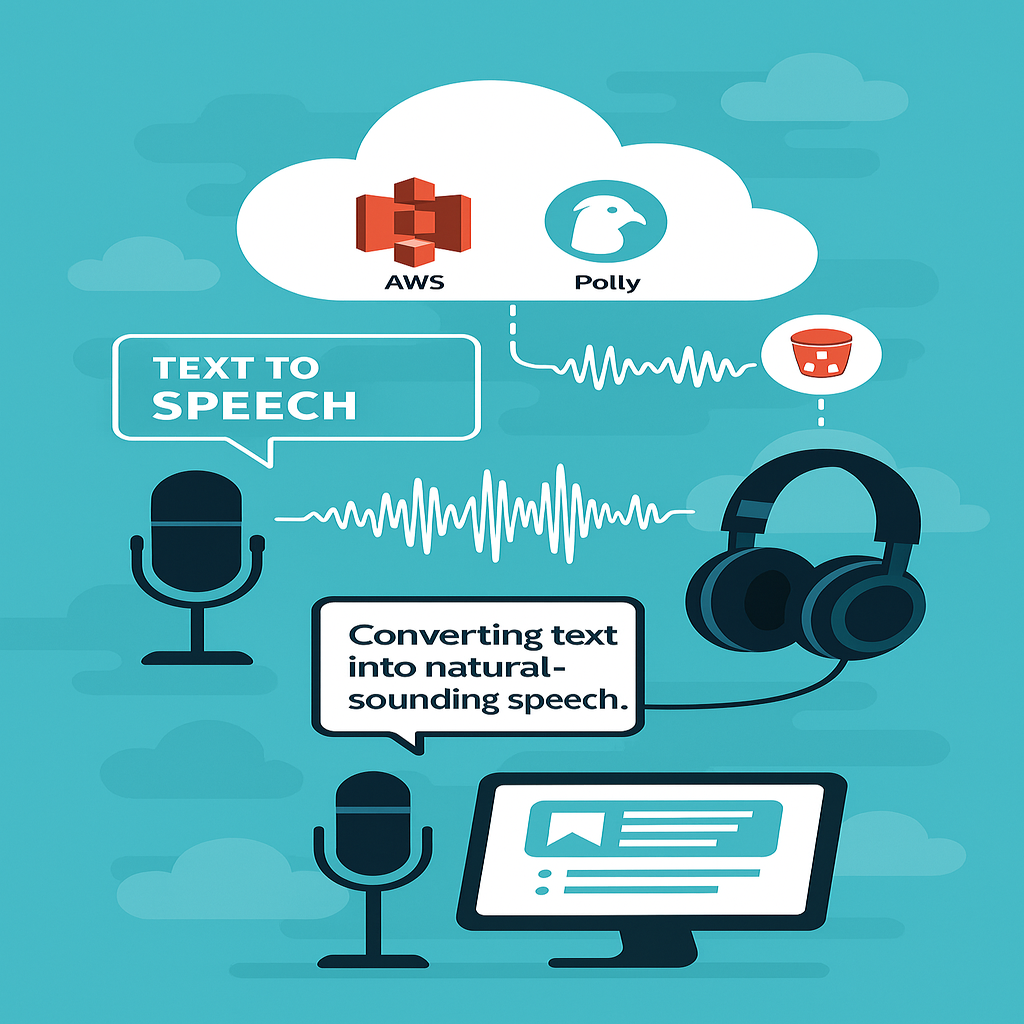 AWS
Polly
TEXT TO
SPEECH
Converting text
into natural-
sounding speech.